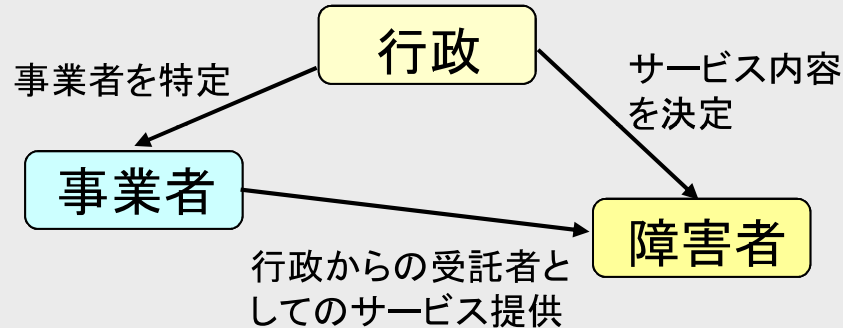 行政
事業者を特定
サービス内容
を決定
事業者
障害者
行政からの受託者と
してのサービス提供